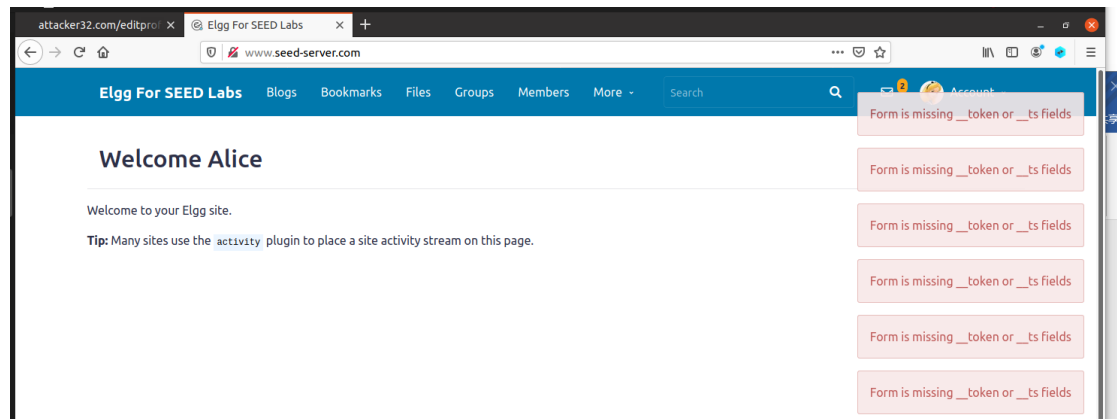 attacker32.com/editprof
Elgg For SEED Labs
www.seed-server.com
Elgg For SEED Labs Blogs Bookmarks Files Groups Members More Search 2 Account
Form is missing __token or __ts fields
Welcome Alice
Form is missing __token or __ts fields
Welcome to your Elgg site.
Form is missing __token or __ts fields
Tip: Many sites use the activity plugin to place a site activity stream on this page.
Form is missing __token or __ts fields
Form is missing __token or __ts fields
Form is missing __token or __ts fields